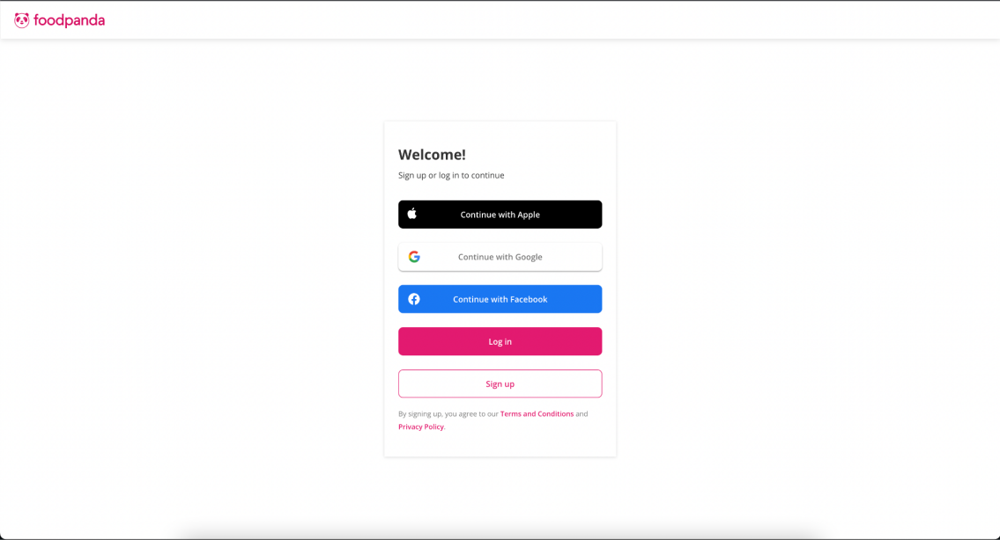 foodpanda
Welcome!
Sign up or log in to continue
Continue with Apple
Continue with Google
Continue with Facebook
Log in
Sign up
By signing up, you agree to our Terms and Conditions and
Privacy Policy.